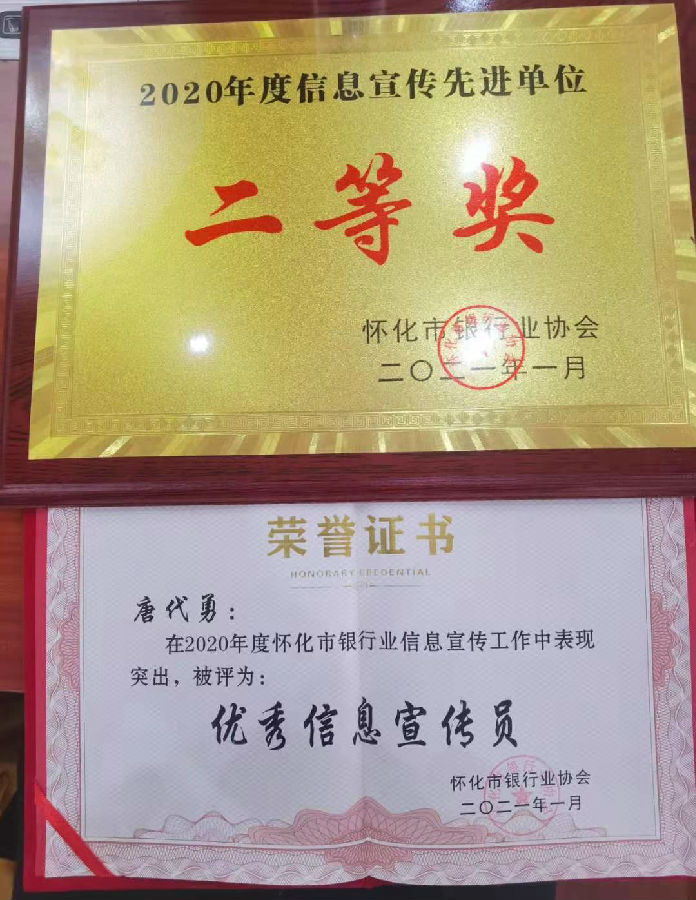 2020年度信息宣传先进单位
二等奖
怀化市银行业协会
二〇二一年一月
荣誉证书
HONORARY CREDENTIAL
唐代勇：
在2020年度怀化市银行业信息宣传工作中表现
突出，被评为：
优秀信息宣传员
怀化市银行业协会
二〇二一年一月